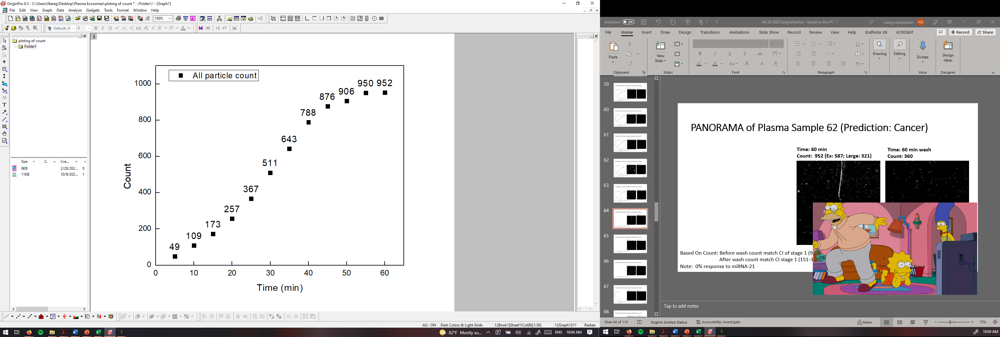 OriginPro 8.5 - C:\Users\Nareg\Desktop\Plasma Exosomes\ploting of count * - /Folder1/ - [Graph1]
File Edit View Graph Data Analysis Gadgets Tools Format Window Help
100%
Default: A 0 B I U
ploting of count
Folder1
Size C. Cre...
8KB 2/28/202... 0
11KB 10/9/202... 1
1
All particle count
1000
800
600
400
200
0
Count
49
109
173
257
367
511
643
788
876
906
950
952
0 10 20 30 40 50 60
Time (min)
AU : ON Dark Colors & Light Grids 1:[Book1]Sheet1!Col(B)[1:30] 1:[Graph1]1!1 Radian
82°F Mostly su... ENG 10:04 AM
AutoSave Off 04-20-2022 lung blind tes • Saved to this PC nareg ohannesian NO
File Home Insert Draw Design Transitions Animations Slide Show Record Review View Help EndNote X8 ACROBAT Record Share
Paste
New Slide
18
B I U S ab AV
Aa A A
Drawing
Editing
Dictate
Design Ideas
Clipboard Slides Font Paragraph Voice Designer
59
60
61
62
63
64
65
66
67
68
PANORAMA of Plasma Sample 62 (Prediction: Cancer)
Time: 60 min
Count: 952 (Ex: 587; Large: 321)
Time: 60 min wash
Count: 360
Based On Count: Before wash count match CI of stage 1 (9
After wash count match CI stage 1 (151-3
Note: 0% response to miRNA-21
Tap to add notes
Slide 64 of 110 English (United States) Accessibility: Investigate Notes 75%
10:04 AM